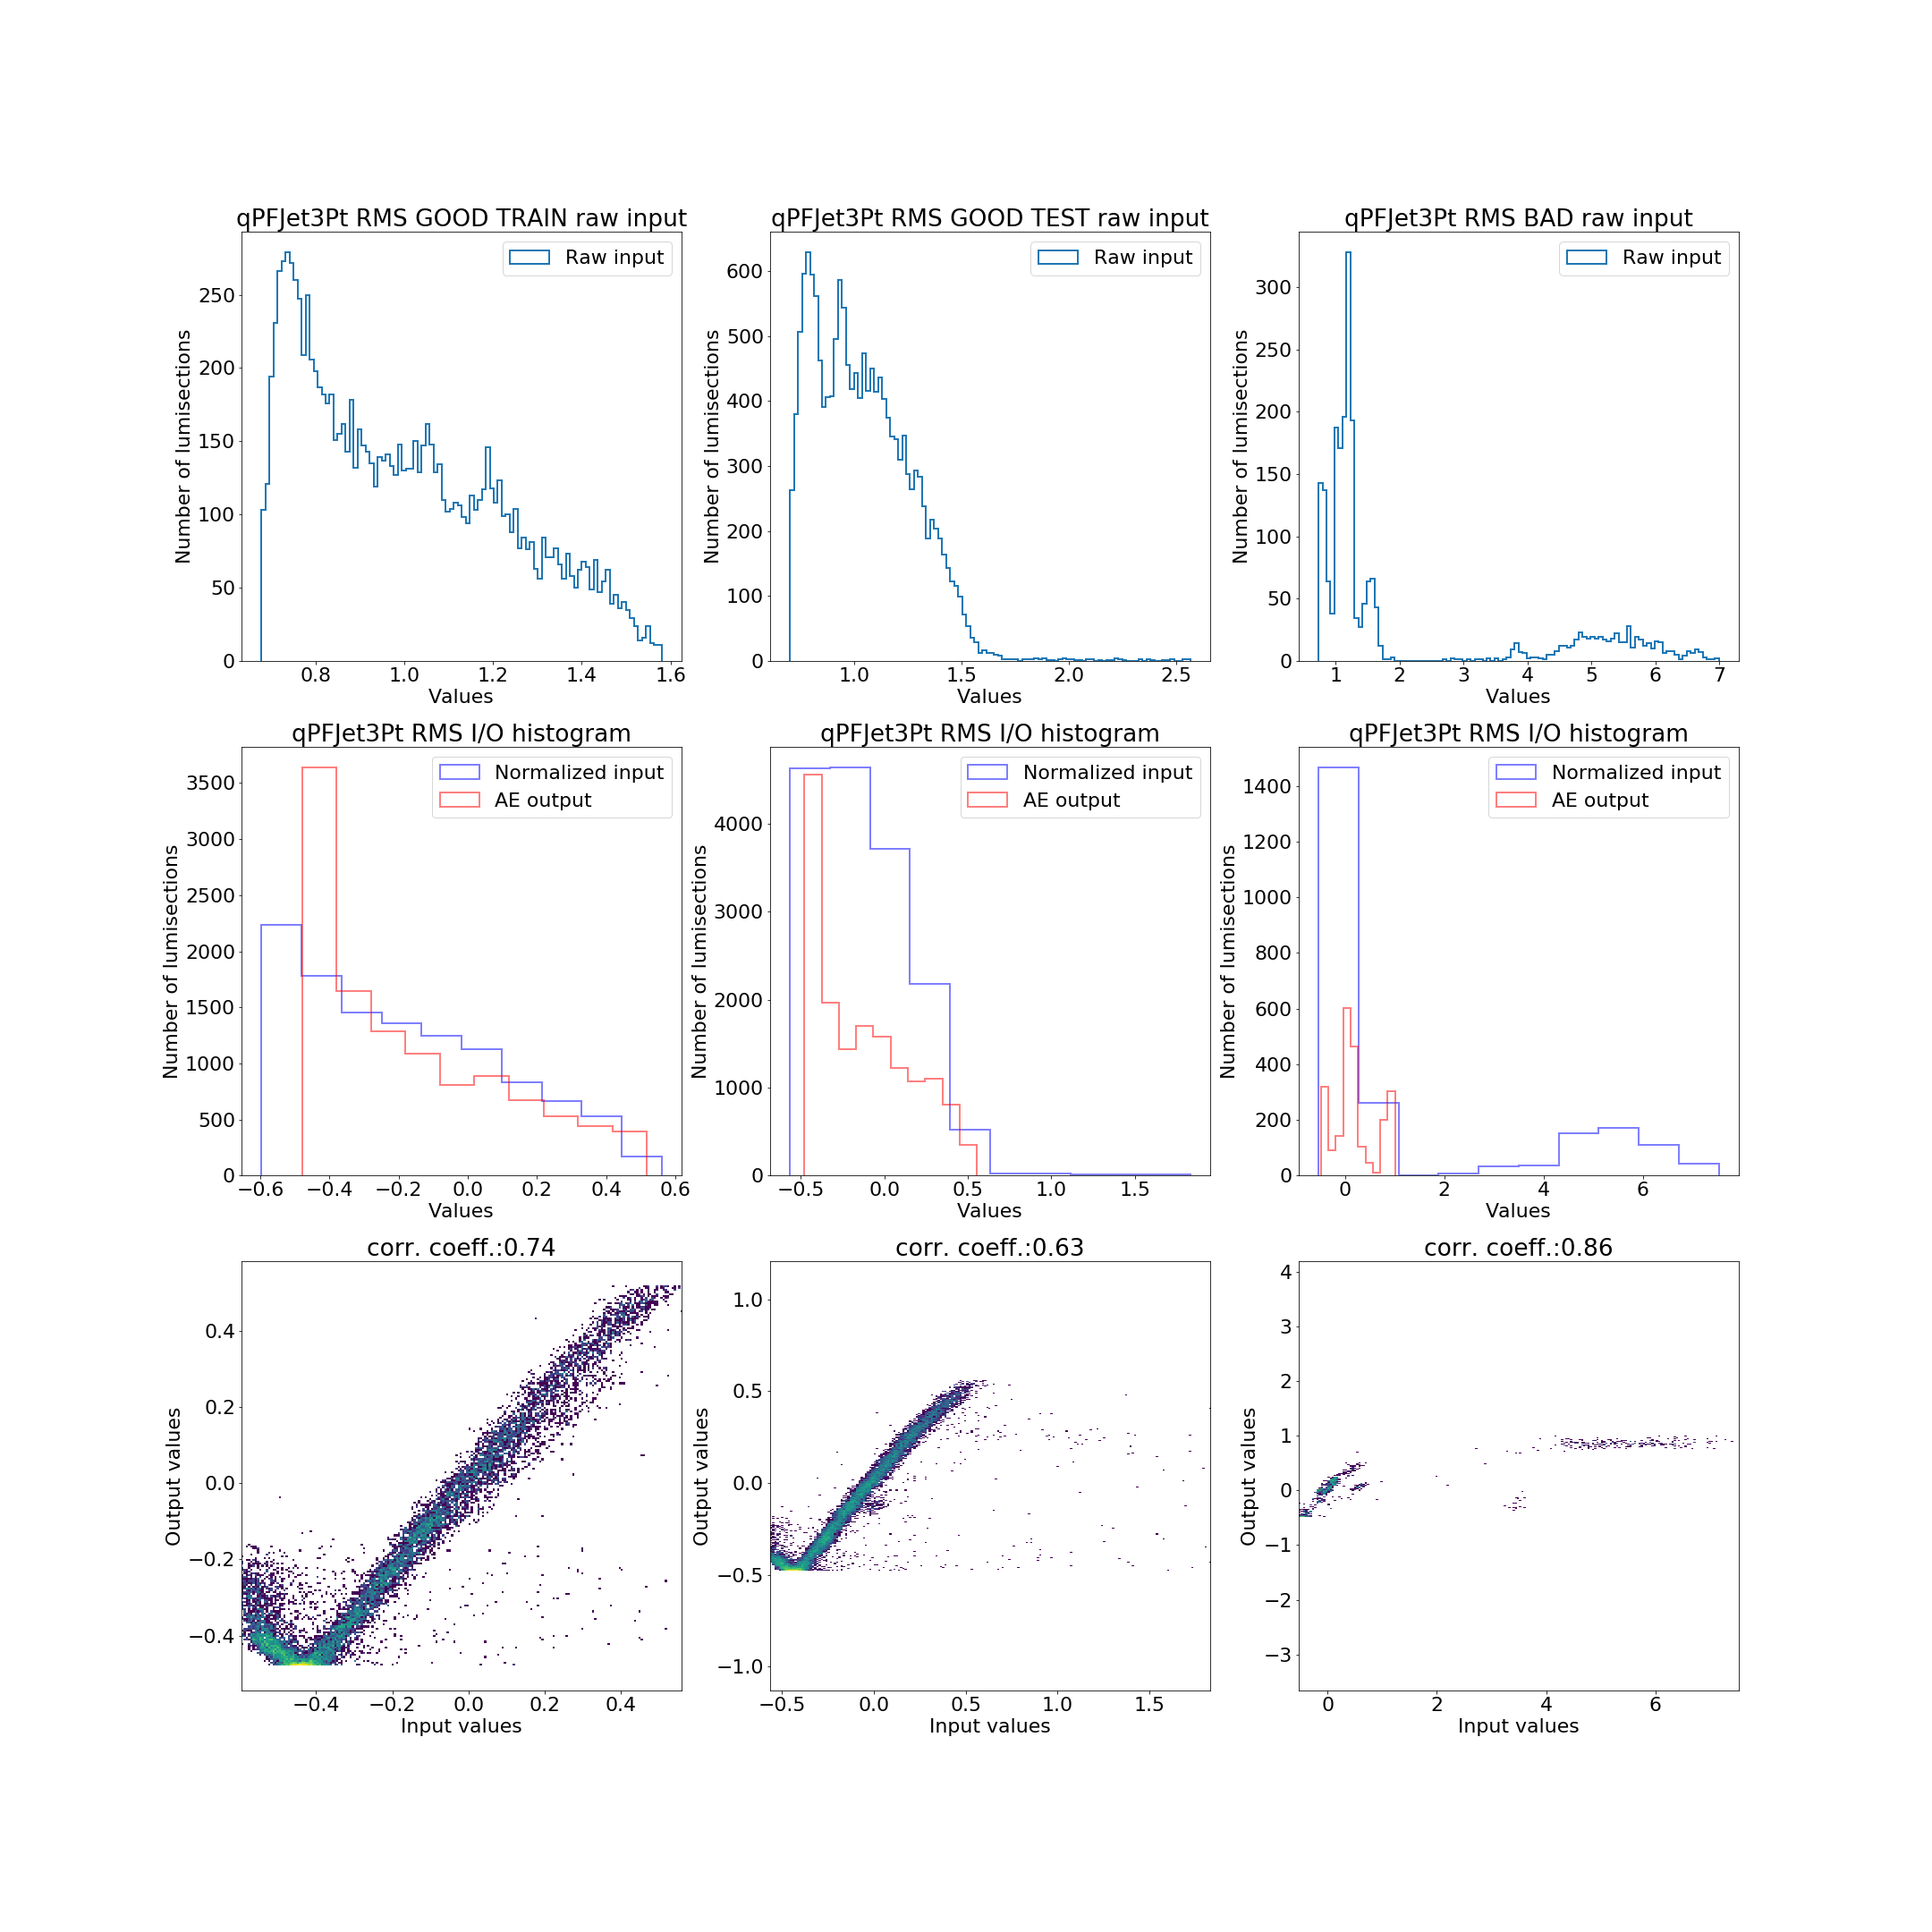 qPFJet3Pt RMS GOOD TRAIN raw input
Raw input
250
200
150
100
50
0
Number of lumisections
0.8 1.0 1.2 1.4 1.6
Values
qPFJet3Pt RMS GOOD TEST raw input
Raw input
600
500
400
300
200
100
0
Number of lumisections
1.0 1.5 2.0 2.5
Values
qPFJet3Pt RMS BAD raw input
Raw input
300
250
200
150
100
50
0
Number of lumisections
1 2 3 4 5 6 7
Values
qPFJet3Pt RMS I/O histogram
Normalized input
AE output
3500
3000
2500
2000
1500
1000
500
0
Number of lumisections
−0.6 −0.4 −0.2 0.0 0.2 0.4 0.6
Values
qPFJet3Pt RMS I/O histogram
Normalized input
AE output
4000
3000
2000
1000
0
Number of lumisections
−0.5 0.0 0.5 1.0 1.5
Values
qPFJet3Pt RMS I/O histogram
Normalized input
AE output
1400
1200
1000
800
600
400
200
0
Number of lumisections
0 2 4 6
Values
corr. coeff.:0.74
0.4
0.2
0.0
−0.2
−0.4
Output values
−0.4 −0.2 0.0 0.2 0.4
Input values
corr. coeff.:0.63
1.0
0.5
0.0
−0.5
−1.0
Output values
−0.5 0.0 0.5 1.0 1.5
Input values
corr. coeff.:0.86
4
3
2
1
0
−1
−2
−3
Output values
0 2 4 6
Input values